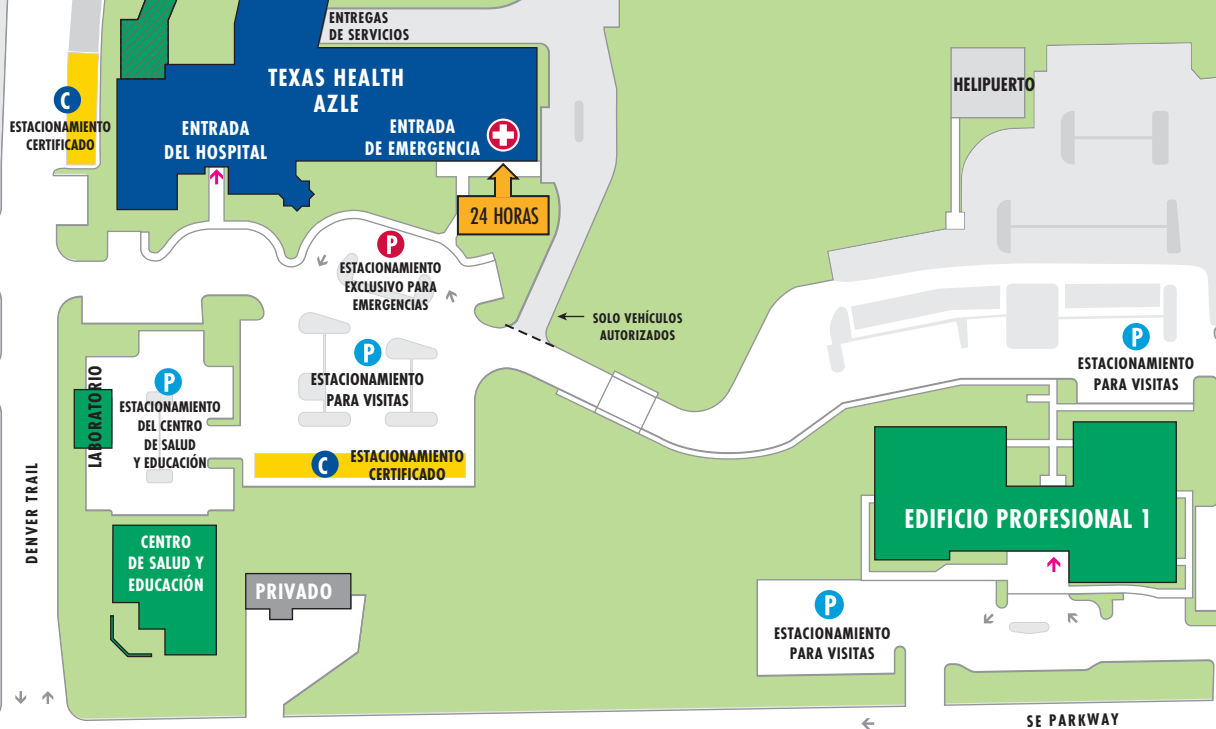 ENTREGAS
DE SERVICIOS
TEXAS HEALTH
AZLE
HELIPUERTO
C
ESTACIONAMIENTO
CERTIFICADO
ENTRADA
DEL HOSPITAL
ENTRADA
DE EMERGENCIA
24 HORAS
P
ESTACIONAMIENTO
EXCLUSIVO PARA
EMERGENCIAS
SOLO VEHÍCULOS
AUTORIZADOS
P
ESTACIONAMIENTO
PARA VISITAS
P
ESTACIONAMIENTO
PARA VISITAS
LABORATORIO
P
ESTACIONAMIENTO
DEL CENTRO
DE SALUD
Y EDUCACIÓN
C
ESTACIONAMIENTO
CERTIFICADO
DENVER TRAIL
EDIFICIO PROFESIONAL 1
CENTRO
DE SALUD Y
EDUCACIÓN
PRIVADO
P
ESTACIONAMIENTO
PARA VISITAS
SE PARKWAY